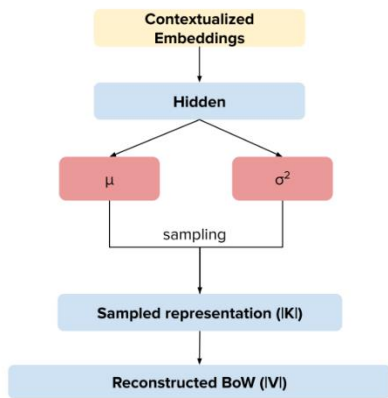 Contextualized
Embeddings
Hidden
μ
σ²
sampling
Sampled representation (|K|)
Reconstructed BoW (|V|)